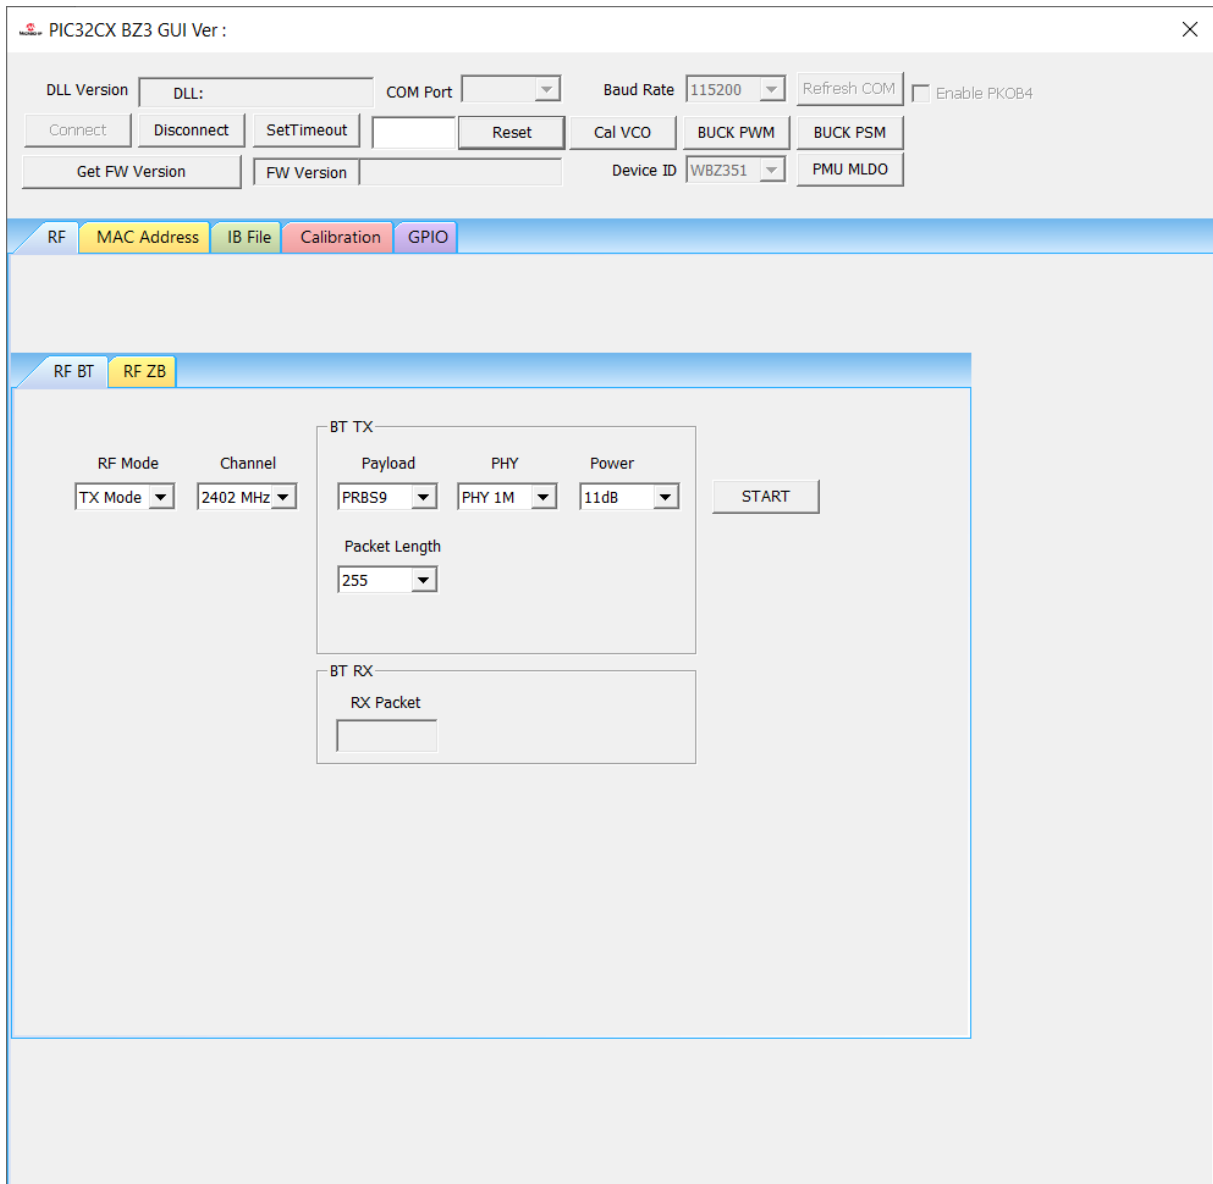 PIC32CX BZ3 GUI Ver :
DLL Version DLL: COM Port Baud Rate 115200 Refresh COM Enable PKOB4
Connect Disconnect SetTimeout Reset Cal VCO BUCK PWM BUCK PSM
Get FW Version FW Version Device ID WBZ351 PMU MLDO
RF MAC Address IB File Calibration GPIO
RF BT RF ZB
BT TX
RF Mode Channel Payload PHY Power
TX Mode 2402 MHz PRBS9 PHY 1M 11dB START
Packet Length
255
BT RX
RX Packet